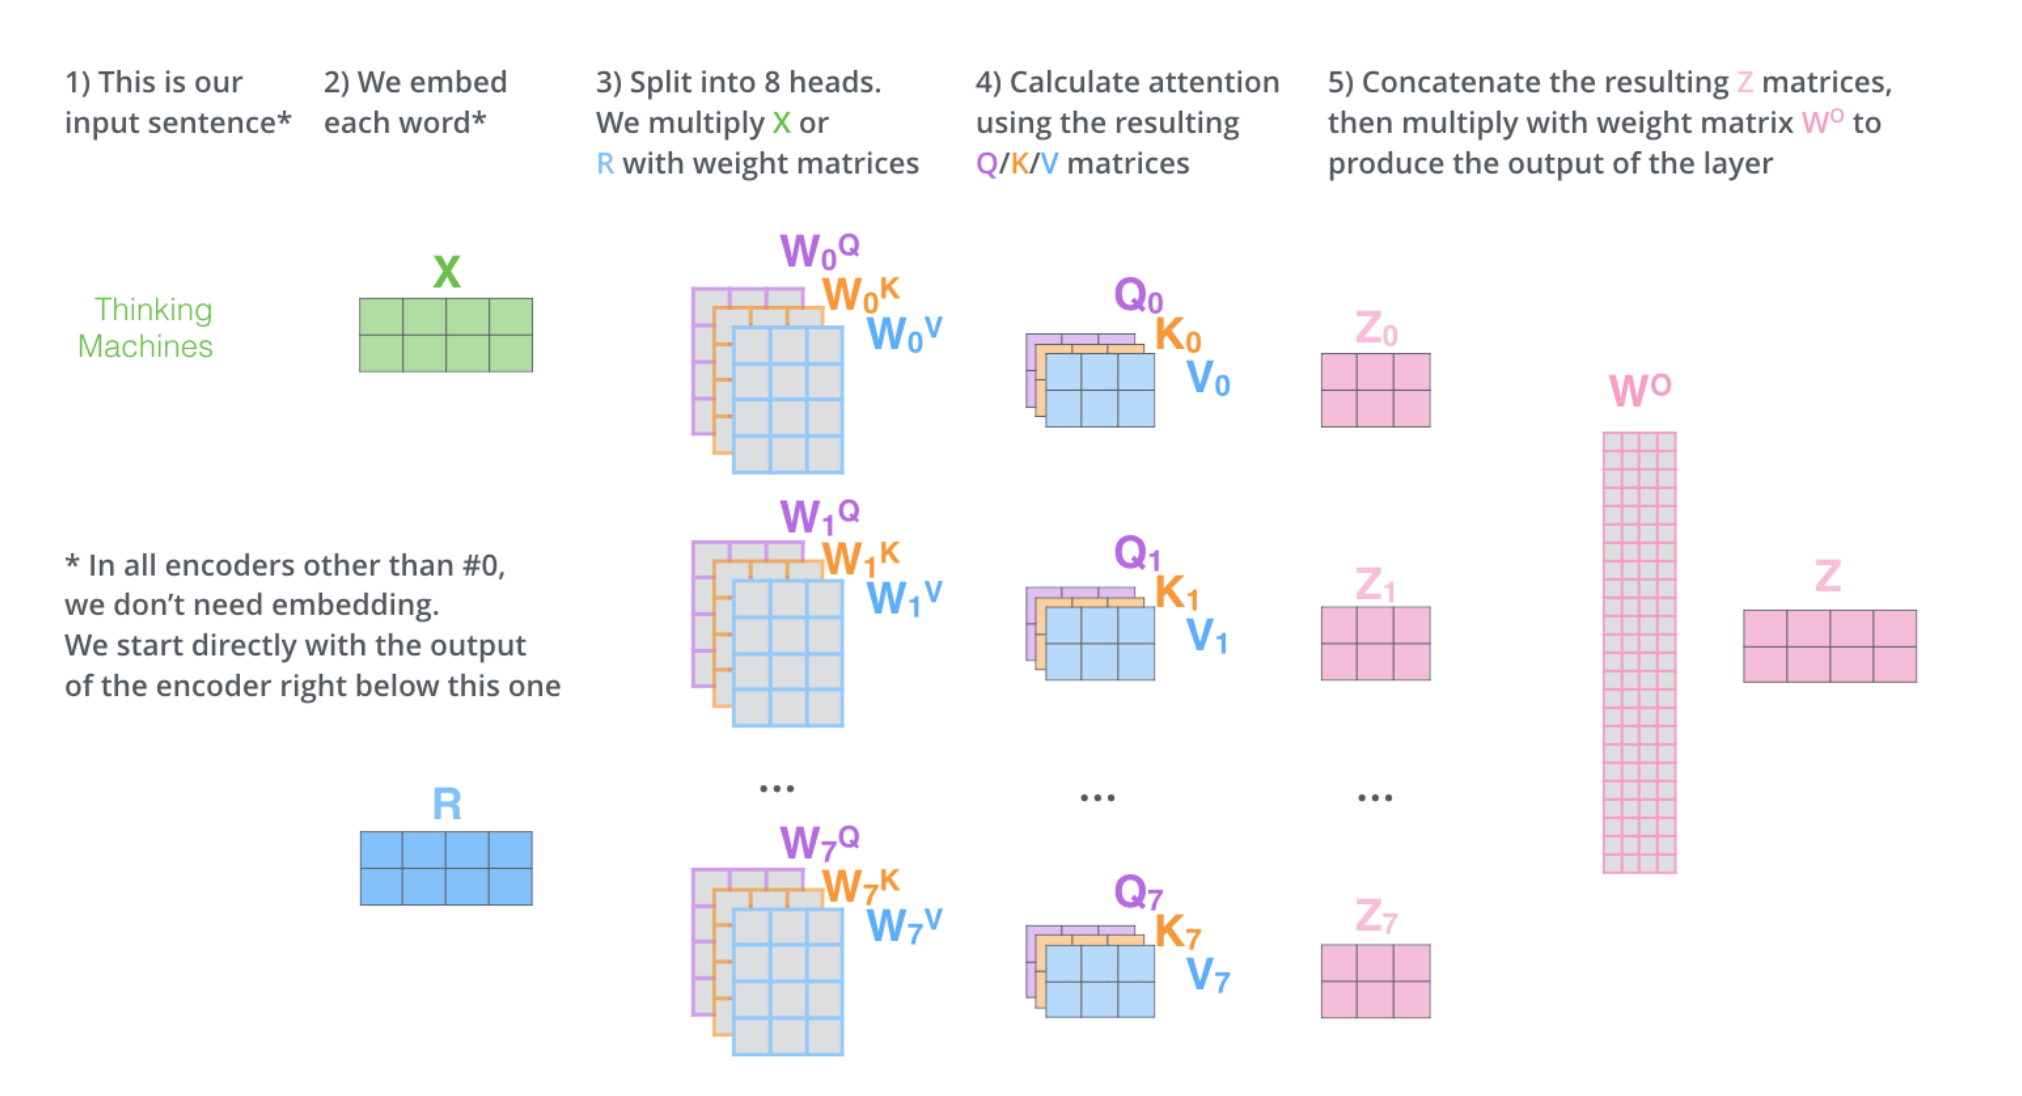 1) This is our
input sentence*
2) We embed
each word*
3) Split into 8 heads.
We multiply X or
R with weight matrices
4) Calculate attention
using the resulting
Q/K/V matrices
5) Concatenate the resulting Z matrices,
then multiply with weight matrix Wᴼ to
produce the output of the layer
Thinking
Machines
X
W₀Q
W₀K
W₀V
Q₀
K₀
V₀
Z₀
* In all encoders other than #0,
we don’t need embedding.
We start directly with the output
of the encoder right below this one
W₁Q
W₁K
W₁V
Q₁
K₁
V₁
Z₁
Wᴼ
Z
...
...
...
R
W₇Q
W₇K
W₇V
Q₇
K₇
V₇
Z₇